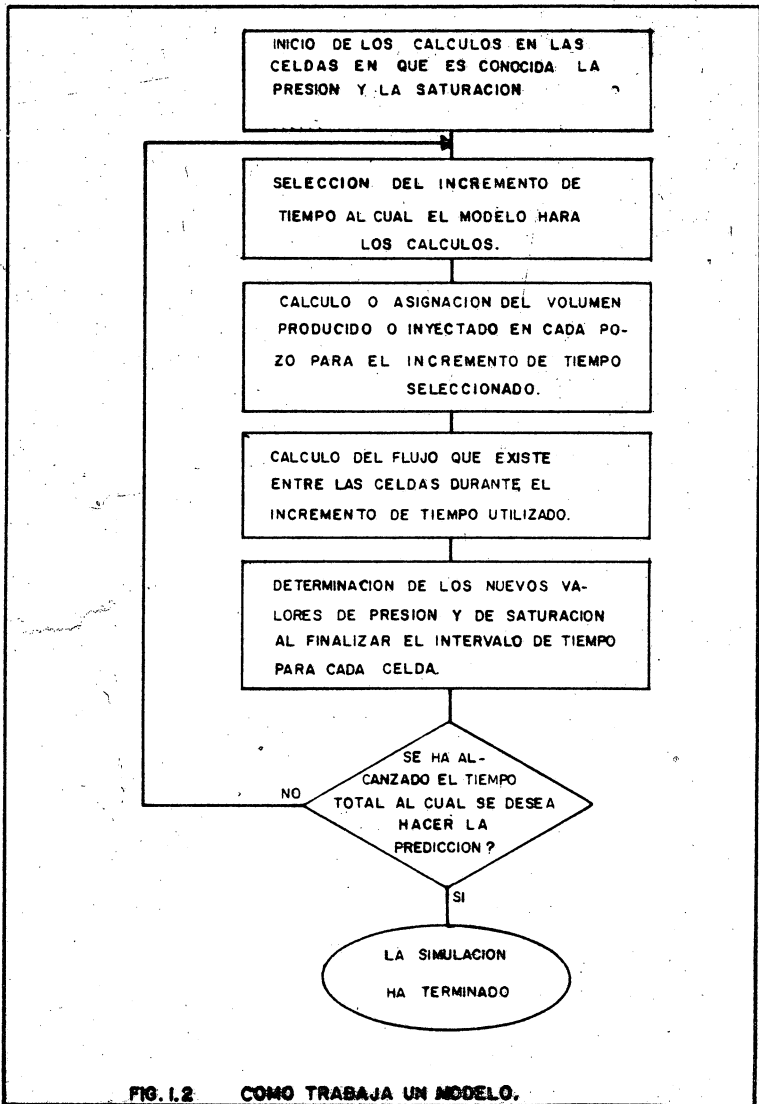 INICIO DE LOS CALCULOS EN LAS
CELDAS EN QUE ES CONOCIDA LA
PRESION Y LA SATURACION
SELECCION DEL INCREMENTO DE
TIEMPO AL CUAL EL MODELO HARA
LOS CALCULOS.
CALCULO O ASIGNACION DEL VOLUMEN
PRODUCIDO O INYECTADO EN CADA PO-
ZO PARA EL INCREMENTO DE TIEMPO
SELECCIONADO.
CALCULO DEL FLUJO QUE EXISTE
ENTRE LAS CELDAS DURANTE EL
INCREMENTO DE TIEMPO UTILIZADO.
DETERMINACION DE LOS NUEVOS VA-
LORES DE PRESION Y DE SATURACION
AL FINALIZAR EL INTERVALO DE TIEMPO
PARA CADA CELDA.
SE HA AL-
CANZADO EL TIEMPO
TOTAL AL CUAL SE DESEA
HACER LA
PREDICCION?
NO
SI
LA SIMULACION
HA TERMINADO
FIG. I.2 COMO TRABAJA UN MODELO.